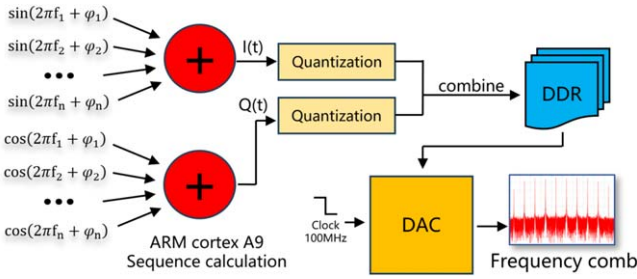 sin(2πf₁ + φ₁)
sin(2πf₂ + φ₂)
•••
sin(2πfₙ + φₙ)
+
I(t)
Quantization
cos(2πf₁ + φ₁)
cos(2πf₂ + φ₂)
•••
cos(2πfₙ + φₙ)
+
Q(t)
Quantization
combine
DDR
ARM cortex A9
Sequence calculation
Clock
100MHz
DAC
Frequency comb